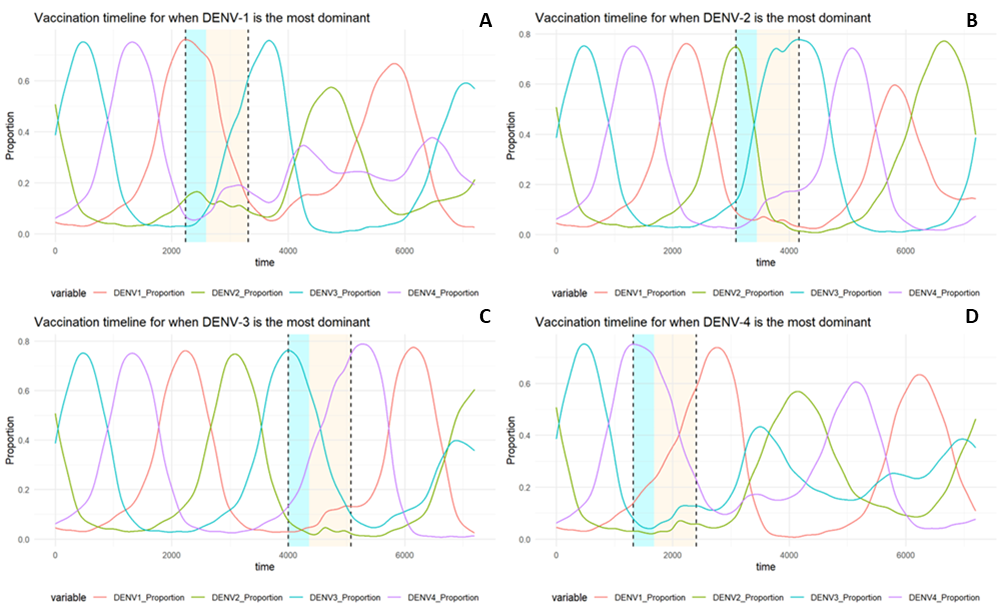 Vaccination timeline for when DENV-1 is the most dominant
A
Proportion
0.6
0.4
0.2
0.0
0 2000 4000 6000
time
variable DENV1_Proportion DENV2_Proportion DENV3_Proportion DENV4_Proportion
Vaccination timeline for when DENV-2 is the most dominant
B
Proportion
0.8
0.6
0.4
0.2
0.0
0 2000 4000 6000
time
variable DENV1_Proportion DENV2_Proportion DENV3_Proportion DENV4_Proportion
Vaccination timeline for when DENV-3 is the most dominant
C
Proportion
0.8
0.6
0.4
0.2
0.0
0 2000 4000 6000
time
variable DENV1_Proportion DENV2_Proportion DENV3_Proportion DENV4_Proportion
Vaccination timeline for when DENV-4 is the most dominant
D
Proportion
0.6
0.4
0.2
0.0
0 2000 4000 6000
time
variable DENV1_Proportion DENV2_Proportion DENV3_Proportion DENV4_Proportion